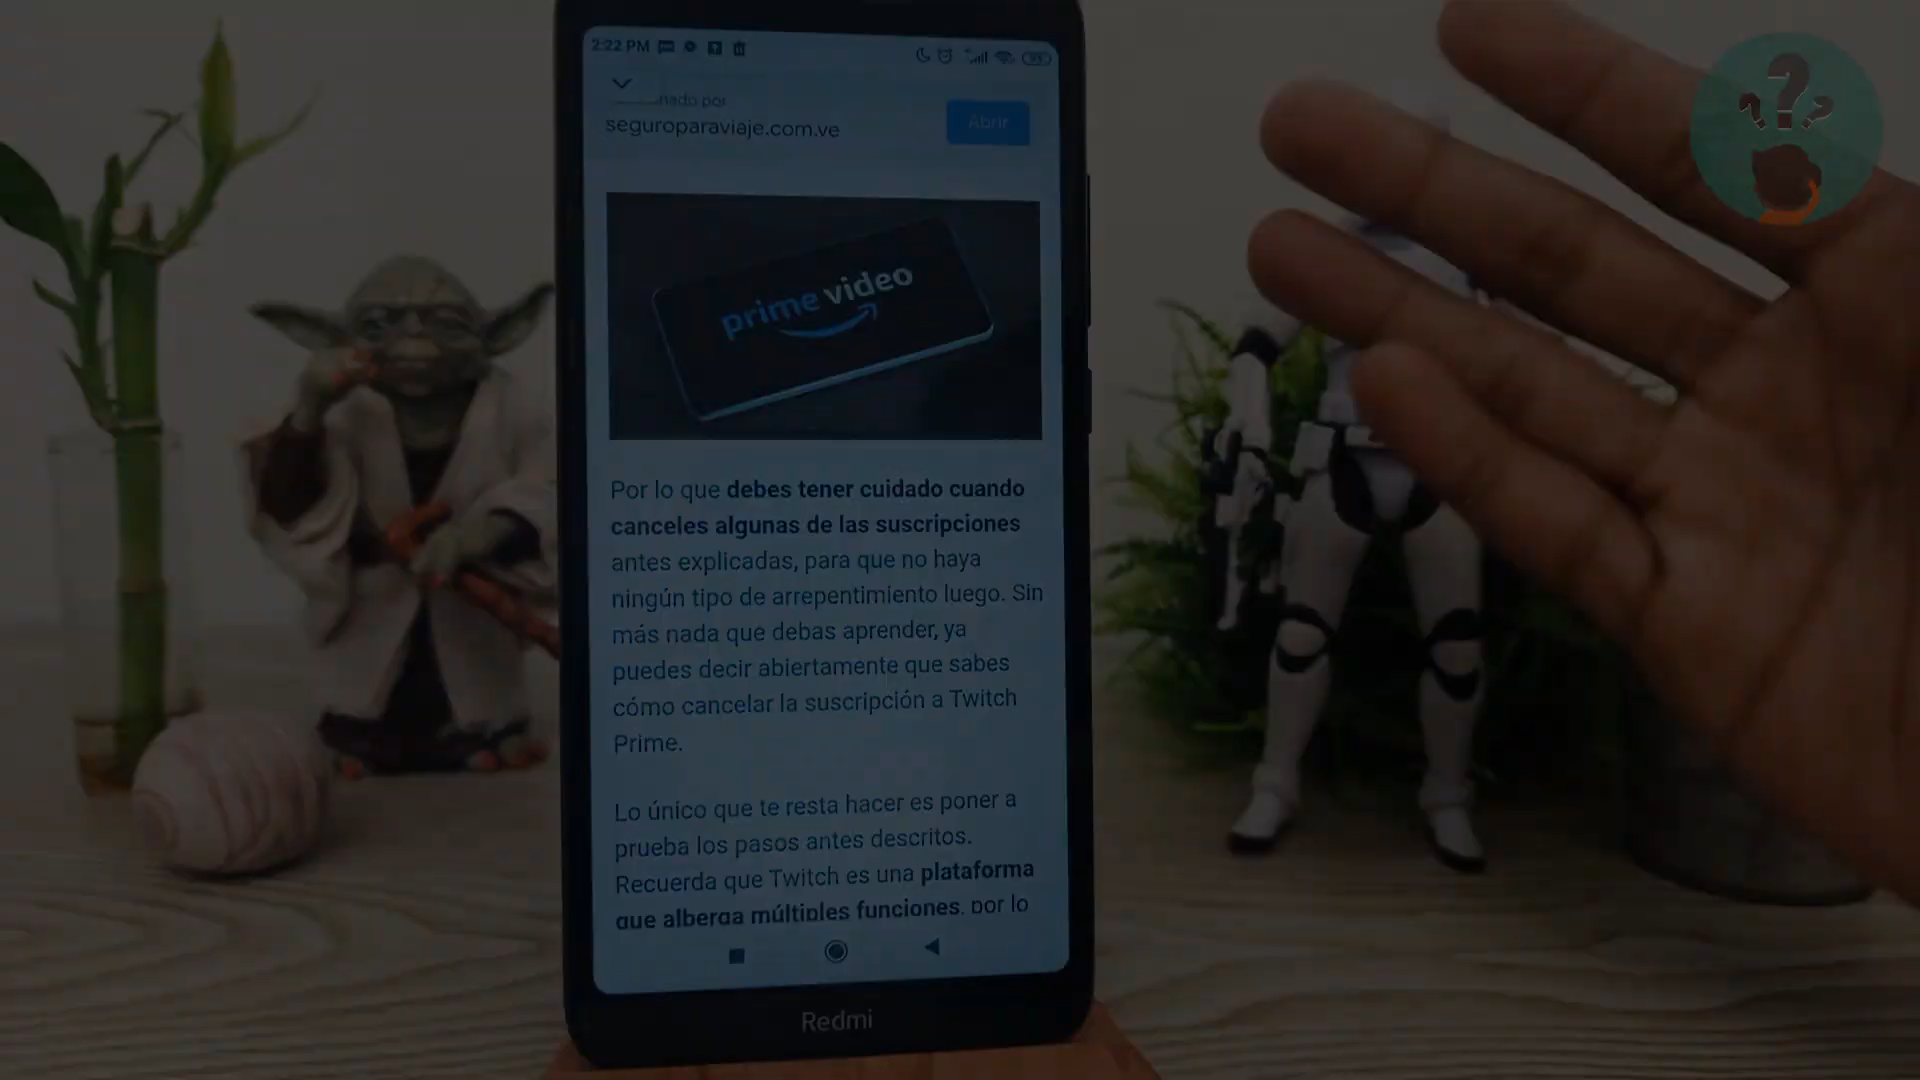 2:22 PM
nado por
seguroparaviaje.com.ve
Abrir
prime video
Por lo que debes tener cuidado cuando
canceles algunas de las suscripciones
antes explicadas, para que no haya
ningún tipo de arrepentimiento luego. Sin
más nada que debas aprender, ya
puedes decir abiertamente que sabes
cómo cancelar la suscripción a Twitch
Prime.
Lo único que te resta hacer es poner a
prueba los pasos antes descritos.
Recuerda que Twitch es una plataforma
que alberga múltiples funciones, por lo
Redmi